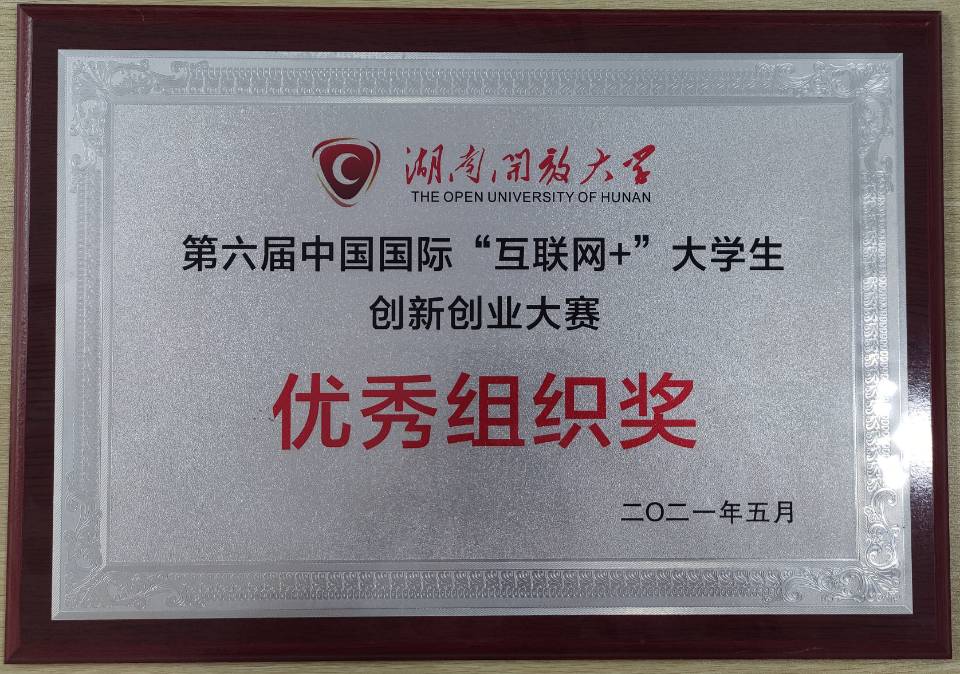 湖南开放大学
THE OPEN UNIVERSITY OF HUNAN
第六届中国国际“互联网+”大学生
创新创业大赛
优秀组织奖
二〇二一年五月